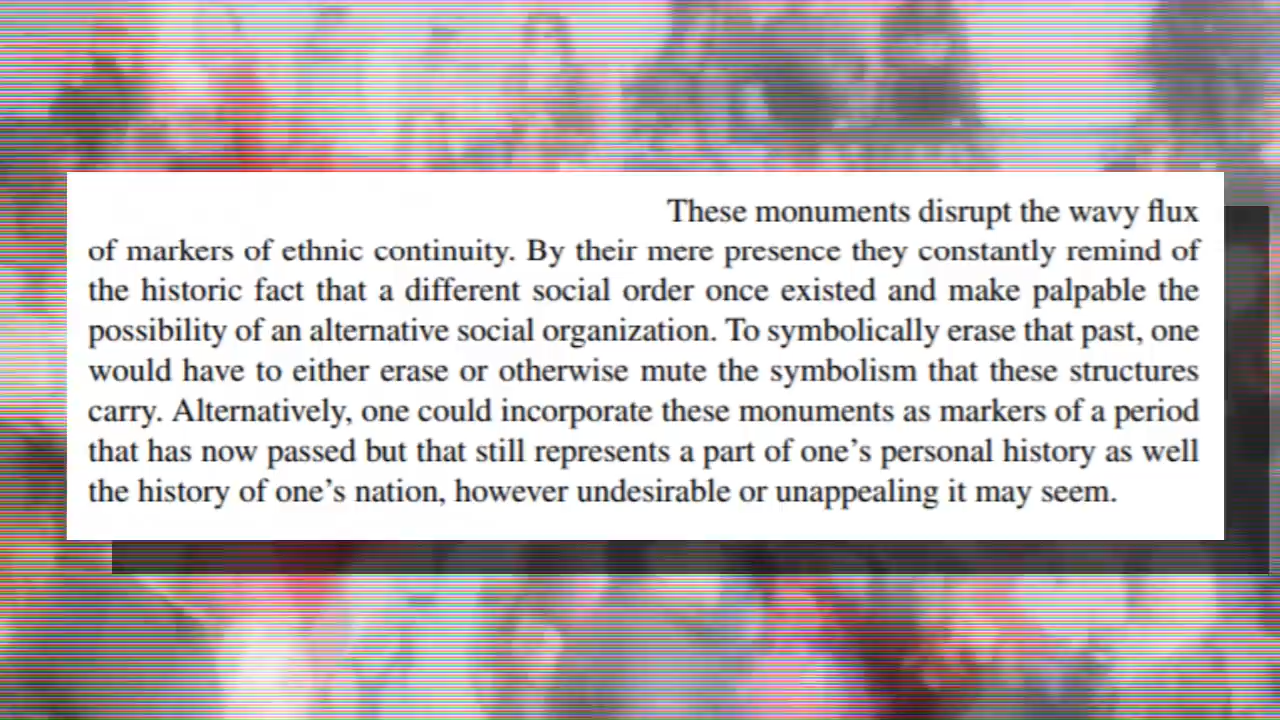 These monuments disrupt the wavy flux
of markers of ethnic continuity. By their mere presence they constantly remind of
the historic fact that a different social order once existed and make palpable the
possibility of an alternative social organization. To symbolically erase that past, one
would have to either erase or otherwise mute the symbolism that these structures
carry. Alternatively, one could incorporate these monuments as markers of a period
that has now passed but that still represents a part of one’s personal history as well
the history of one’s nation, however undesirable or unappealing it may seem.